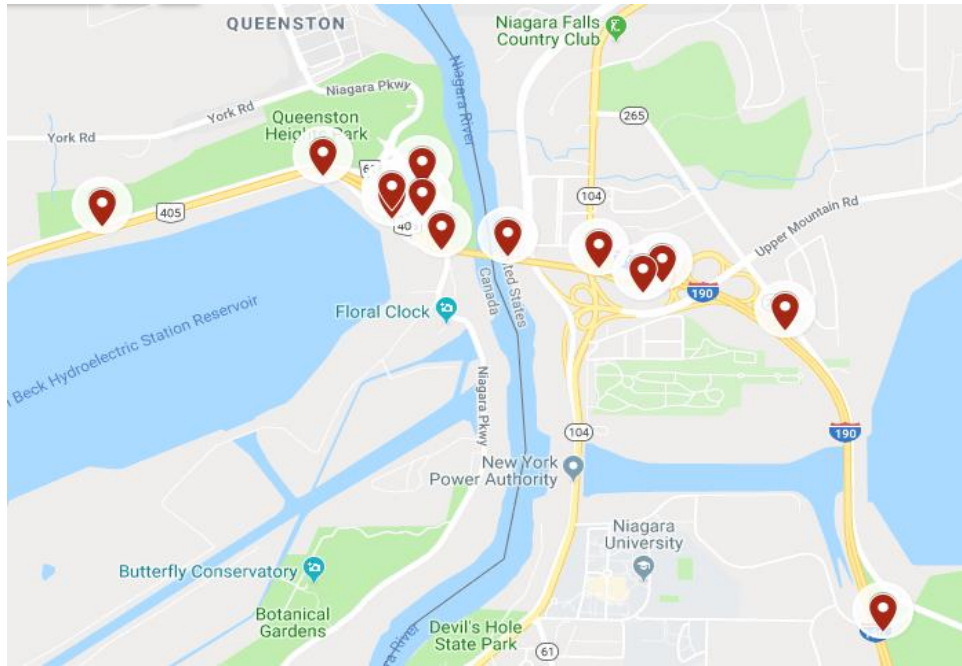 QUEENSTON
Niagara Falls
Country Club
Niagara River
Niagara Pkwy
265
York Rd
York Rd
Queenston
Heights Park
104
Upper Mountain Rd
405
190
United States
Canada
Floral Clock
Beck Hydroelectric Station Reservoir
Niagara Pkwy
104
190
New York
Power Authority
Niagara
University
Butterfly Conservatory
Botanical
Gardens
Devil's Hole
State Park
Niagara River
61